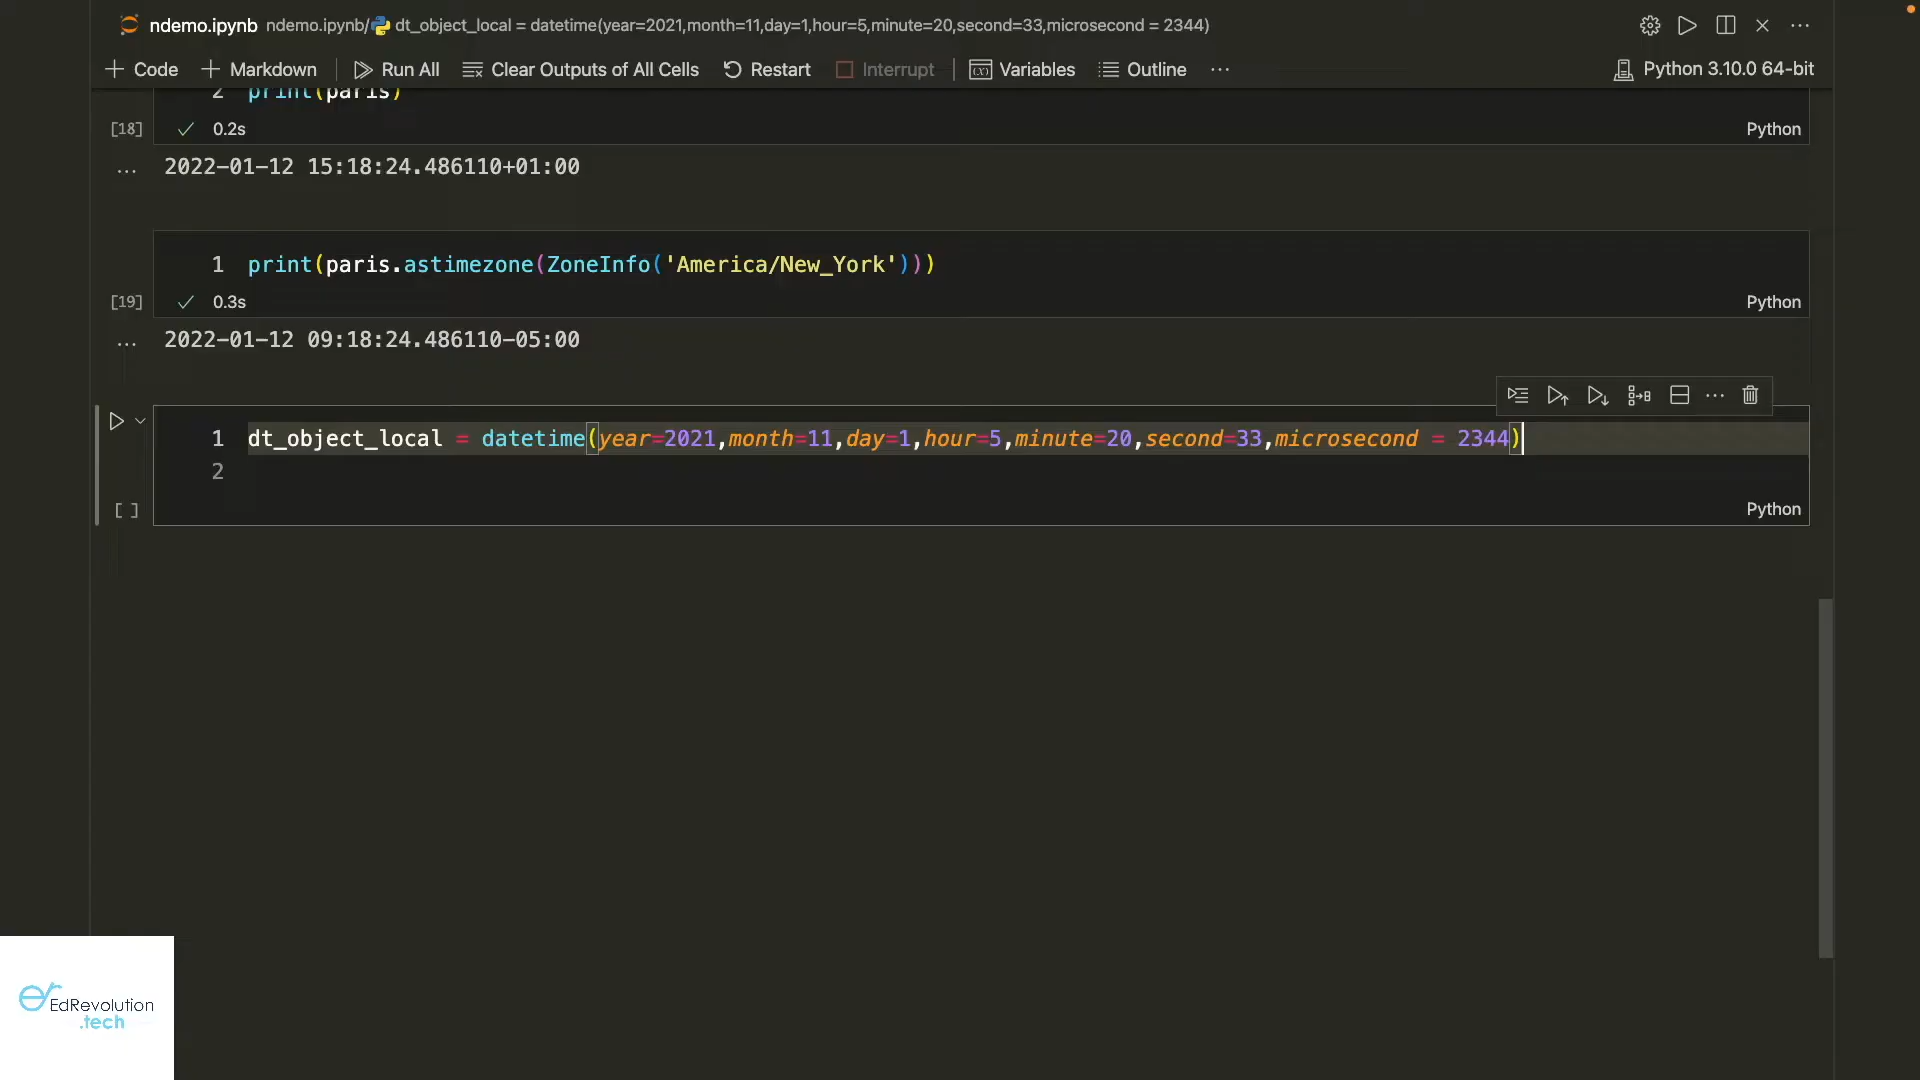 ndemo.ipynb ndemo.ipynb/ dt_object_local = datetime(year=2021,month=11,day=1,hour=5,minute=20,second=33,microsecond = 2344)
Code Markdown Run All Clear Outputs of All Cells Restart Interrupt Variables Outline ... Python 3.10.0 64-bit
2 print(paris)
[18] 0.2s Python
... 2022-01-12 15:18:24.486110+01:00
1 print(paris.astimezone(ZoneInfo('America/New_York')))
[19] 0.3s Python
... 2022-01-12 09:18:24.486110-05:00
1 dt_object_local = datetime(year=2021,month=11,day=1,hour=5,minute=20,second=33,microsecond = 2344)
2
[ ] Python
er EdRevolution
.tech